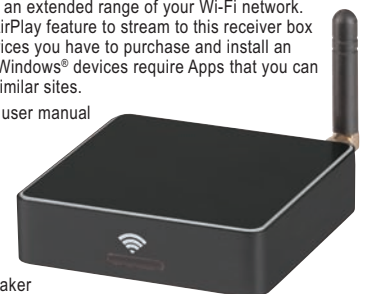 an extended range of your Wi-Fi network.
irPlay feature to stream to this receiver box
ices you have to purchase and install an
Windows® devices require Apps that you can
imilar sites.
user manual
aker